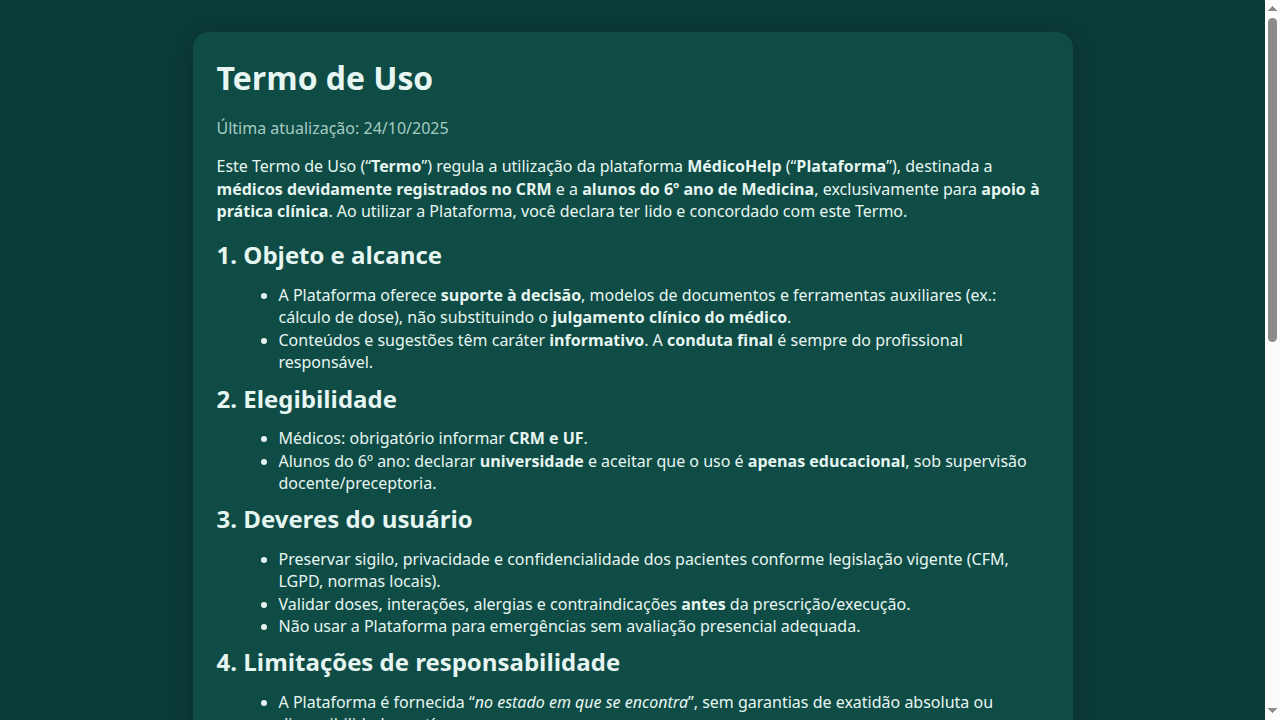 Termo de Uso
Última atualização: 24/10/2025
Este Termo de Uso (“Termo”) regula a utilização da plataforma MédicoHelp (“Plataforma”), destinada a
médicos devidamente registrados no CRM e a alunos do 6º ano de Medicina, exclusivamente para apoio à
prática clínica. Ao utilizar a Plataforma, você declara ter lido e concordado com este Termo.
1. Objeto e alcance
• A Plataforma oferece suporte à decisão, modelos de documentos e ferramentas auxiliares (ex.:
cálculo de dose), não substituindo o julgamento clínico do médico.
• Conteúdos e sugestões têm caráter informativo. A conduta final é sempre do profissional
responsável.
2. Elegibilidade
• Médicos: obrigatório informar CRM e UF.
• Alunos do 6º ano: declarar universidade e aceitar que o uso é apenas educacional, sob supervisão
docente/preceptoria.
3. Deveres do usuário
• Preservar sigilo, privacidade e confidencialidade dos pacientes conforme legislação vigente (CFM,
LGPD, normas locais).
• Validar doses, interações, alergias e contraindicações antes da prescrição/execução.
• Não usar a Plataforma para emergências sem avaliação presencial adequada.
4. Limitações de responsabilidade
• A Plataforma é fornecida “no estado em que se encontra”, sem garantias de exatidão absoluta ou